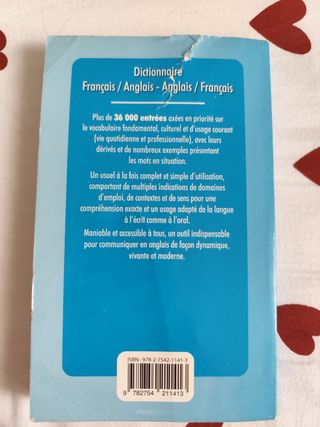 Dictionnaire
Français / Anglais - Anglais / Français
Plus de 36 000 entrées axées en priorité sur
le vocabulaire fondamental, culturel et d'usage courant
(vie quotidienne et professionnelle), avec leurs
dérivés et de nombreux exemples présentant
les mots en situation.
Un usuel à la fois complet et simple d'utilisation,
comportant de multiples indications de domaines
d'emploi, de contextes et de sens pour une
compréhension exacte et un usage adapté de la langue
à l'écrit comme à l'oral.
Maniable et accessible à tous, un outil indispensable
pour communiquer en anglais de façon dynamique,
vivante et moderne.
ISBN : 978-2-7542-1141-3
9 782754 211413